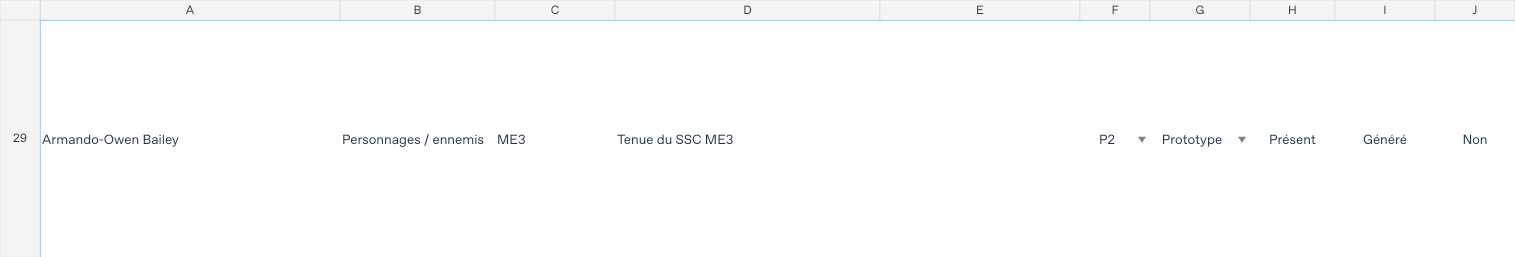 A B C D E F G H I J
29 Armando-Owen Bailey Personnages / ennemis ME3 Tenue du SSC ME3 P2 Prototype Présent Généré Non